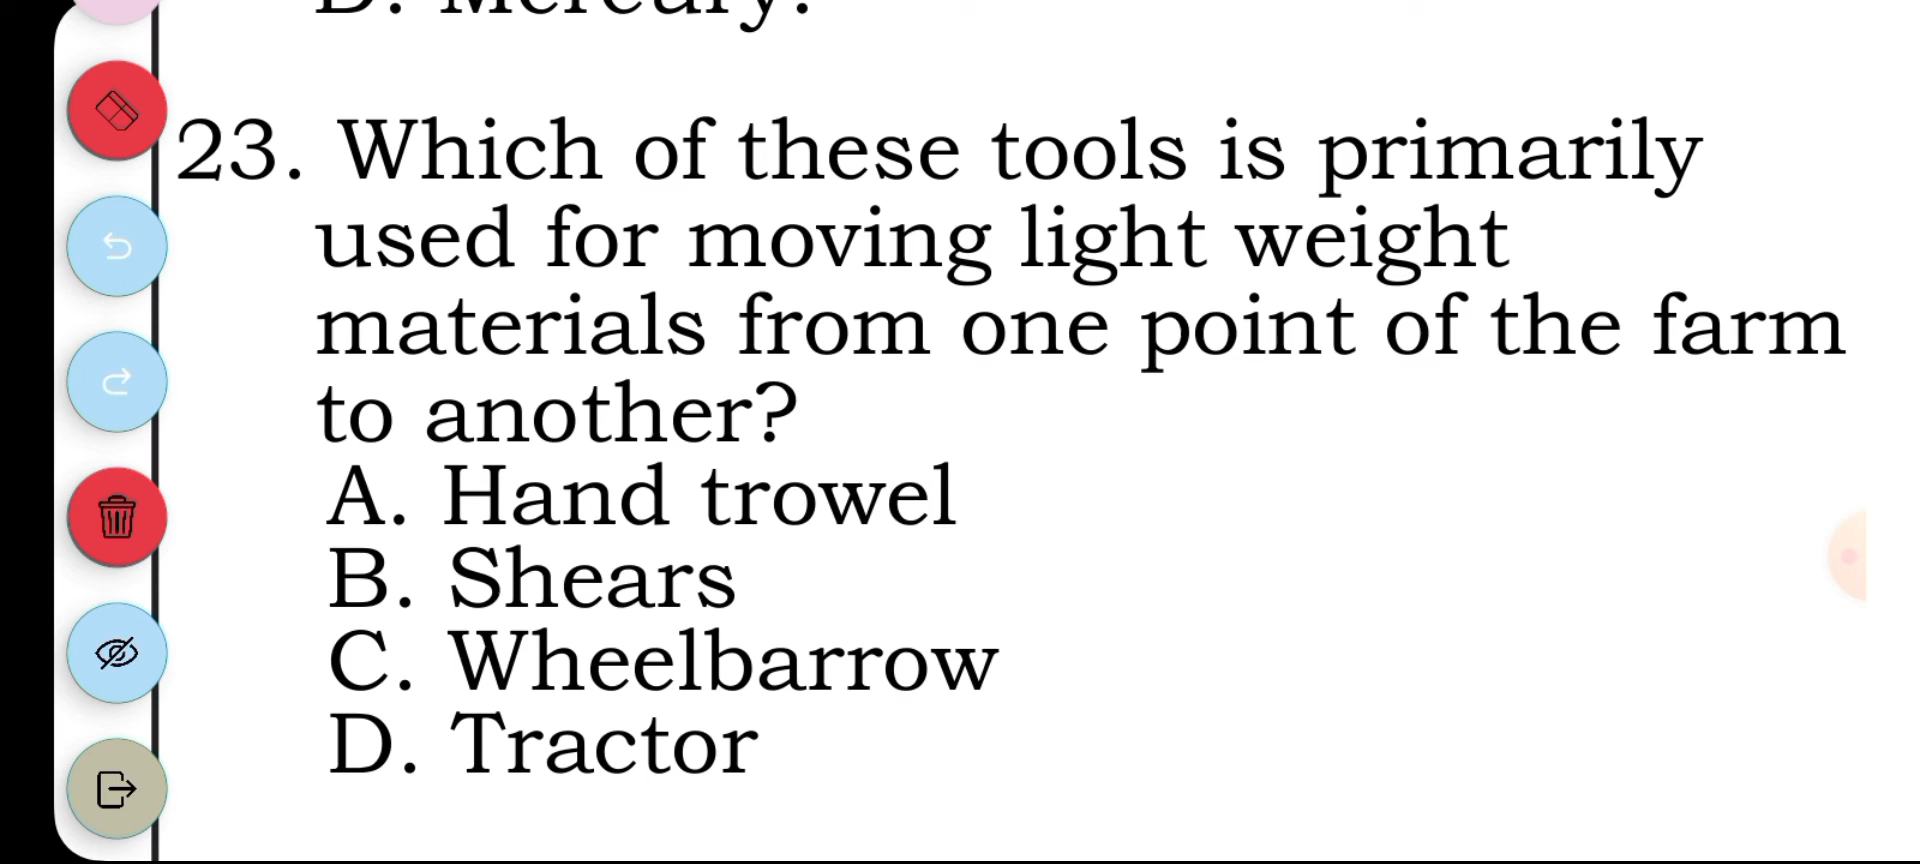 D. Mercury.
23. Which of these tools is primarily
used for moving light weight
materials from one point of the farm
to another?
A. Hand trowel
B. Shears
C. Wheelbarrow
D. Tractor